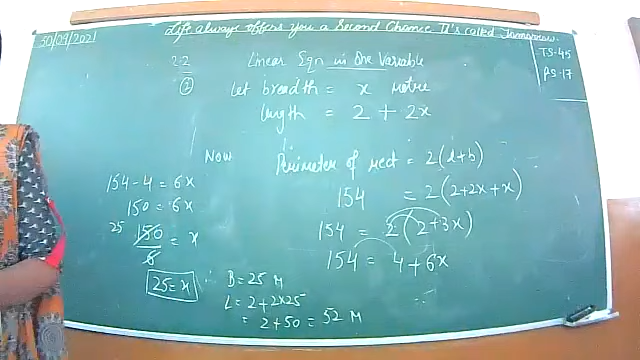 Life always offers you a Second Chance It's called Tomorrow.
30/09/2021
TS-45
PS-17
2.2 Linear Eqn in One Variable
② Let breadth = x metre
length = 2 + 2x
Now Perimeter of rect = 2(l+b)
154 = 2(2+2x+x)
154 = 2(2+3x)
154 = 4+6x
154-4 = 6x
150 = 6x
25 150/6 = x
25 = x
∴ B = 25 M
L = 2+2×25
= 2+50 = 52 M